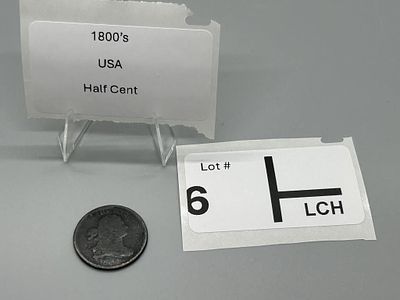 1800's
USA
Half Cent
Lot #
6
LCH